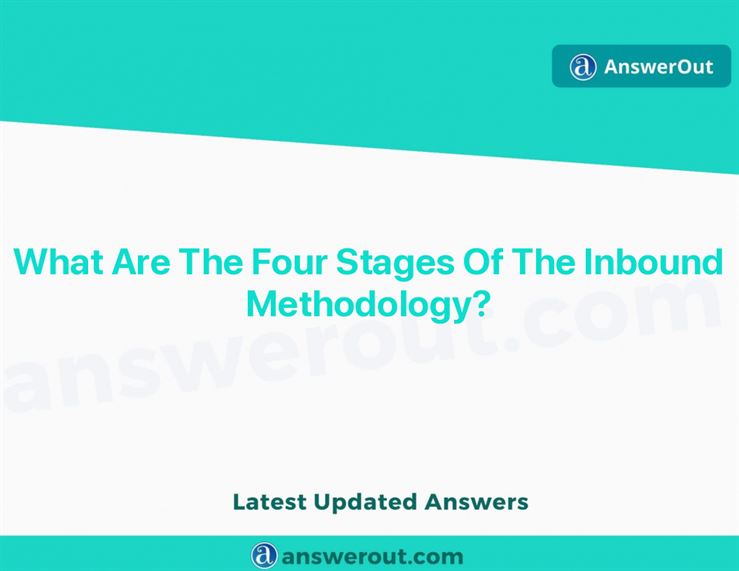 AnswerOut
What Are The Four Stages Of The Inbound
Methodology?
answerout.com
Latest Updated Answers
answerout.com